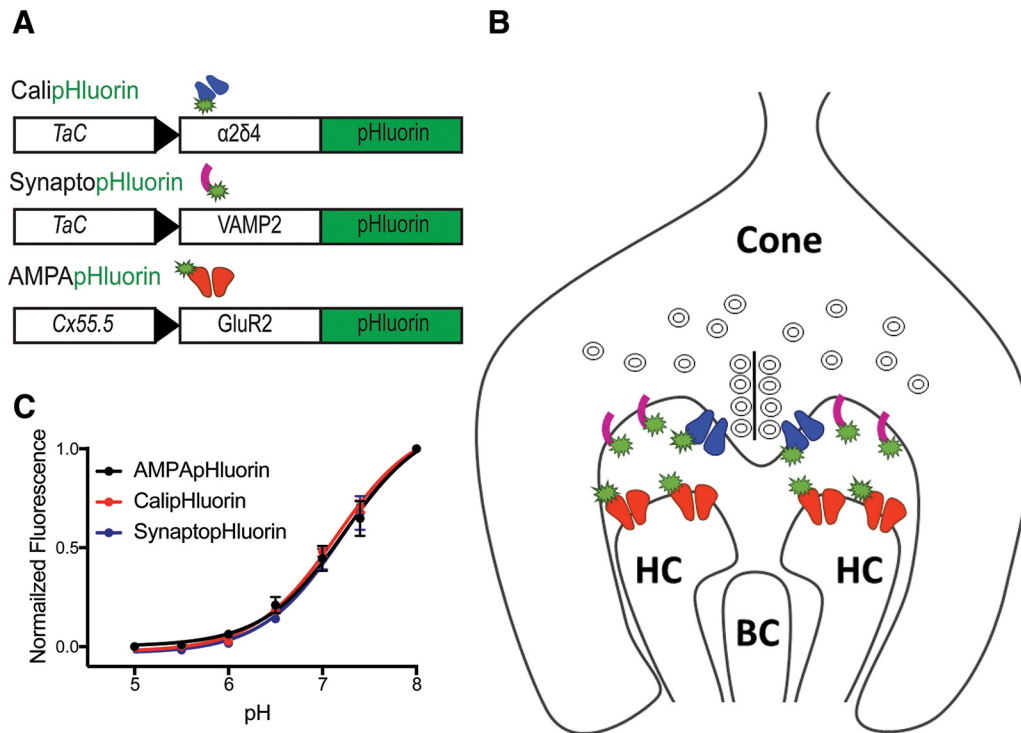 A
CalipHluorin
TaC α2δ4 pHluorin
SynaptopHluorin
TaC VAMP2 pHluorin
AMPApHluorin
Cx55.5 GluR2 pHluorin
B
Cone
HC HC
BC
C
Normailzed Fluorescence
1.0
0.5
0.0
AMPApHluorin
CalipHluorin
SynaptopHluorin
5 6 7 8
pH